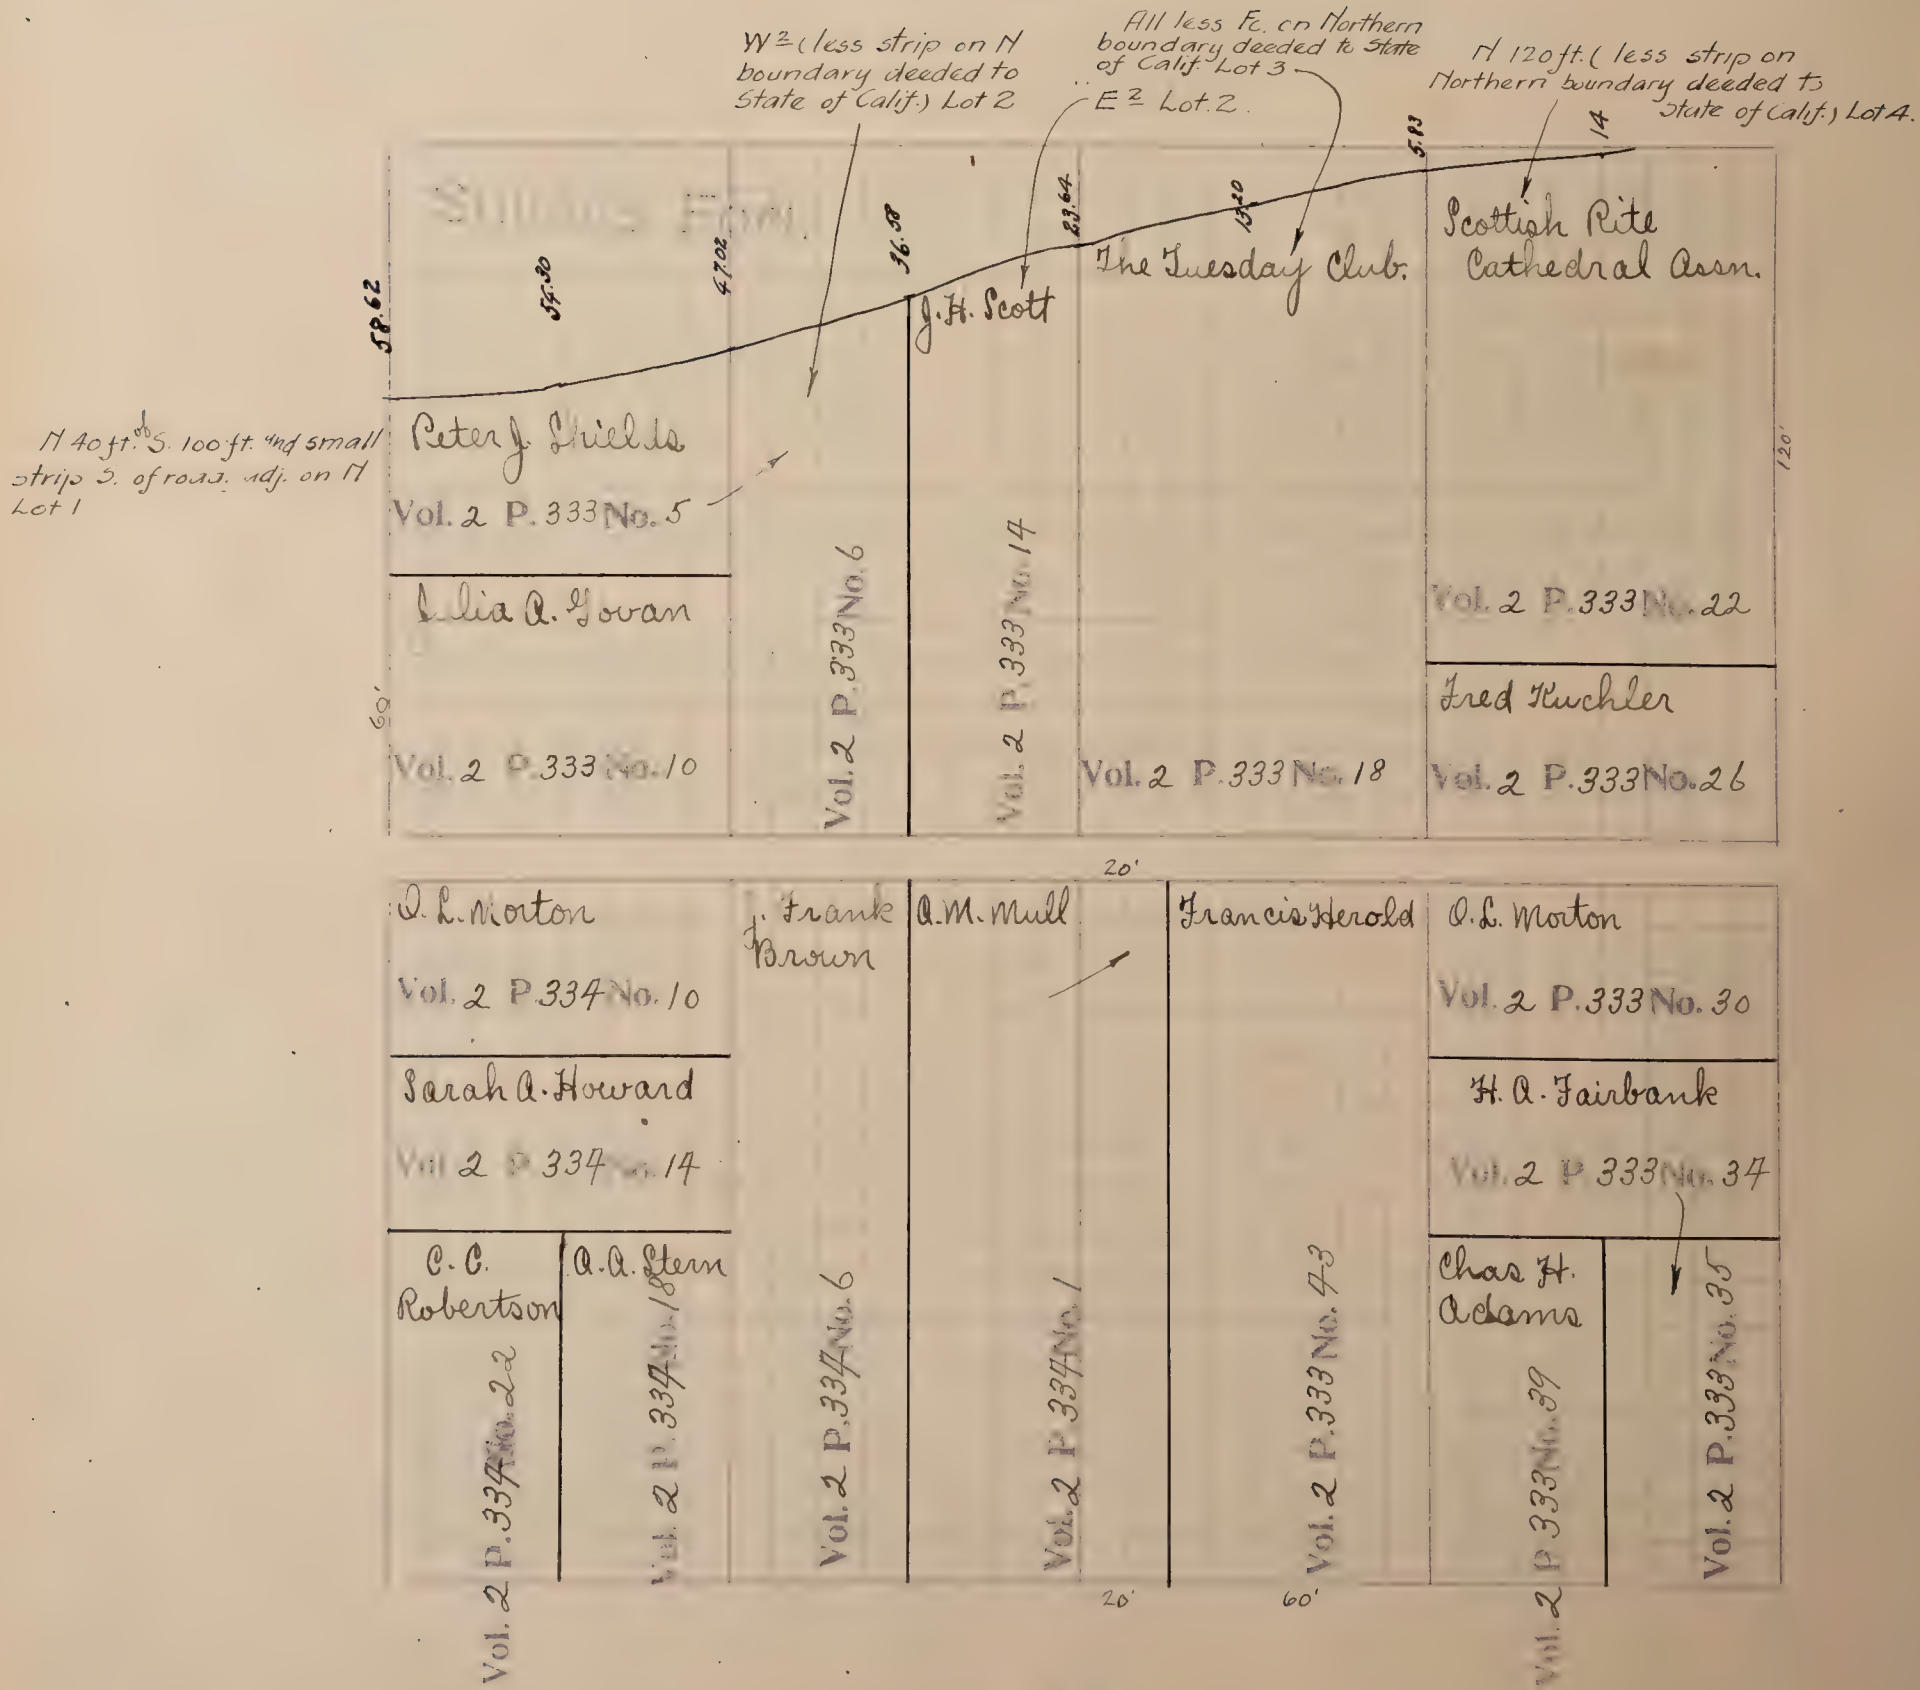 W ½ (less strip on N
boundary deeded to
State of Calif.) Lot 2
All less Fc. on Northern
boundary deeded to State
of Calif. Lot 3
E ½ Lot. 2.
N 120 ft. (less strip on
Northern boundary deeded to
State of Calif.) Lot 4.
58.62
54.30
47.02
36.58
23.64
13.20
5.83
14
N 40 ft. of S. 100 ft. and small
strip S. of road. adj. on N
Lot 1
Peter J. Shields
Vol. 2 P. 333 No. 5
A. Govan
60'
Vol. 2 P. 333 No. 10
Vol. 2 P. 333 No. 6
J. H. Scott
Vol. 2 P. 333 No. 14
The Tuesday Club.
Vol. 2 P. 333 No. 18
Scottish Rite
Cathedral Assn.
120'
Vol. 2 P. 333 No. 22
Fred Kuchler
Vol. 2 P. 333 No. 26
20'
O. L. Morton
Vol. 2 P. 334 No. 10
Sarah A. Howard
Vol 2 P. 334 No. 14
C. C.
Robertson
Vol. 2 P. 334 No. 22
A. A. Stern
Vol. 2 P. 334 No. 18
Frank
Brown
Vol. 2 P. 334 No. 6
A. M. Mull
Vol. 2 P. 334 No. 1
Francis Herold
Vol. 2 P. 333 No. 43
O. L. Morton
Vol. 2 P. 333 No. 30
H. A. Fairbank
Vol. 2 P. 333 No. 34
Chas H.
Adams
Vol. 2 P. 333 No. 39
Vol. 2 P. 333 No. 35
20'
60'